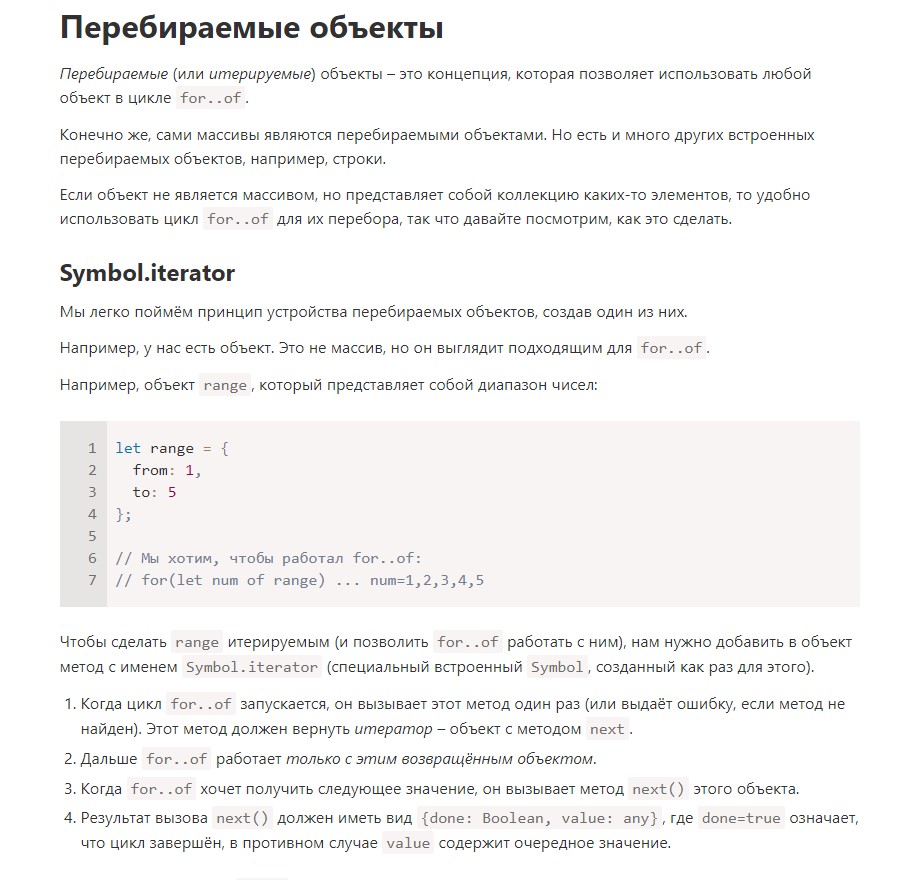 Перебираемые объекты
Перебираемые (или итерируемые) объекты – это концепция, которая позволяет использовать любой
объект в цикле for..of.
Конечно же, сами массивы являются перебираемыми объектами. Но есть и много других встроенных
перебираемых объектов, например, строки.
Если объект не является массивом, но представляет собой коллекцию каких-то элементов, то удобно
использовать цикл for..of для их перебора, так что давайте посмотрим, как это сделать.
Symbol.iterator
Мы легко поймём принцип устройства перебираемых объектов, создав один из них.
Например, у нас есть объект. Это не массив, но он выглядит подходящим для for..of.
Например, объект range, который представляет собой диапазон чисел:
1 let range = {
2   from: 1,
3   to: 5
4 };
5
6 // Мы хотим, чтобы работал for..of:
7 // for(let num of range) ... num=1,2,3,4,5
Чтобы сделать range итерируемым (и позволить for..of работать с ним), нам нужно добавить в объект
метод с именем Symbol.iterator (специальный встроенный Symbol, созданный как раз для этого).
1. Когда цикл for..of запускается, он вызывает этот метод один раз (или выдаёт ошибку, если метод не
найден). Этот метод должен вернуть итератор – объект с методом next.
2. Дальше for..of работает только с этим возвращённым объектом.
3. Когда for..of хочет получить следующее значение, он вызывает метод next() этого объекта.
4. Результат вызова next() должен иметь вид {done: Boolean, value: any}, где done=true означает,
что цикл завершён, в противном случае value содержит очередное значение.